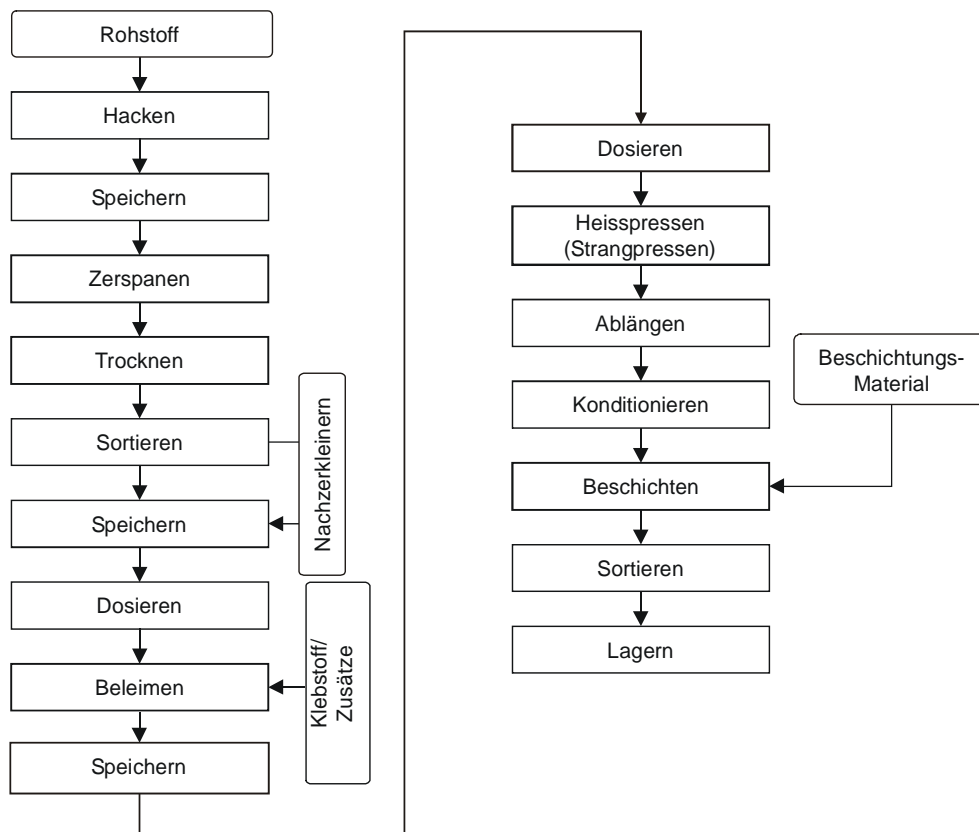 Rohstoff
Hacken
Speichern
Zerspanen
Trocknen
Sortieren
Nachzerkleinern
Speichern
Dosieren
Klebstoff/
Zusätze
Beleimen
Speichern
Dosieren
Heisspressen
(Strangpressen)
Ablängen
Beschichtungs-
Material
Konditionieren
Beschichten
Sortieren
Lagern